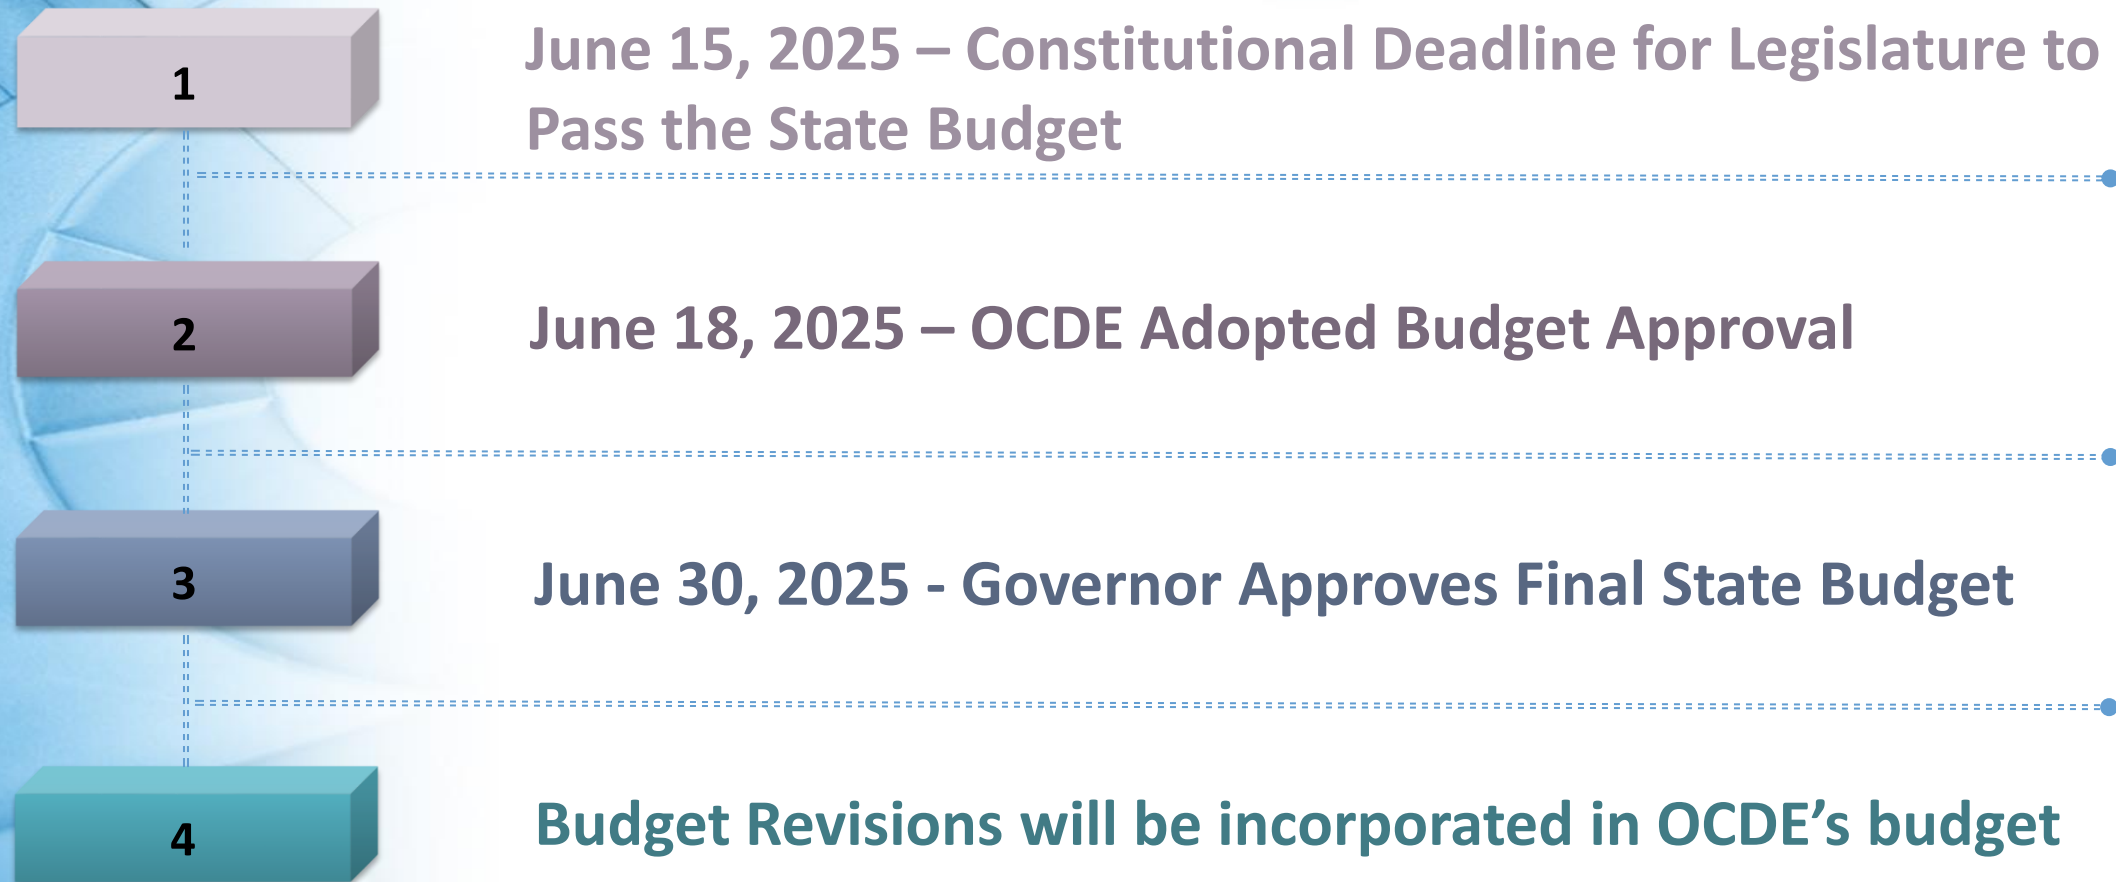 1
June 15, 2025 – Constitutional Deadline for Legislature to
Pass the State Budget
2
June 18, 2025 – OCDE Adopted Budget Approval
3
June 30, 2025 - Governor Approves Final State Budget
4
Budget Revisions will be incorporated in OCDE’s budget